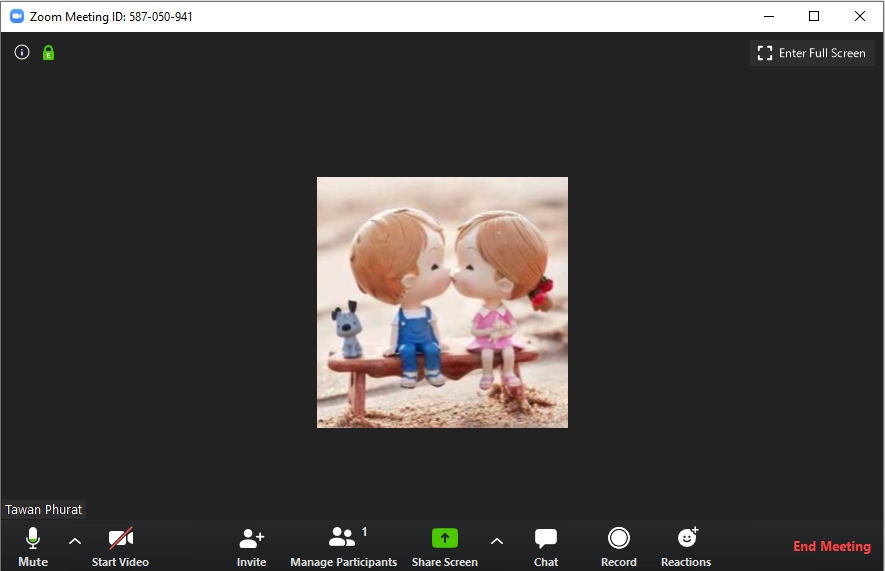 Zoom Meeting ID: 587-050-941
Enter Full Screen
E
Tawan Phurat
1
Mute
Start Video
Invite
Manage Participants
Share Screen
Chat
Record
Reactions
End Meeting